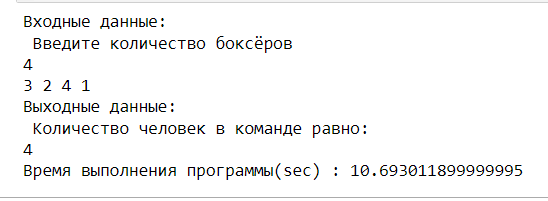 Входные данные:
Введите количество боксёров
4
3 2 4 1
Выходные данные:
Количество человек в команде равно:
4
Время выполнения программы(sec) : 10.693011899999995